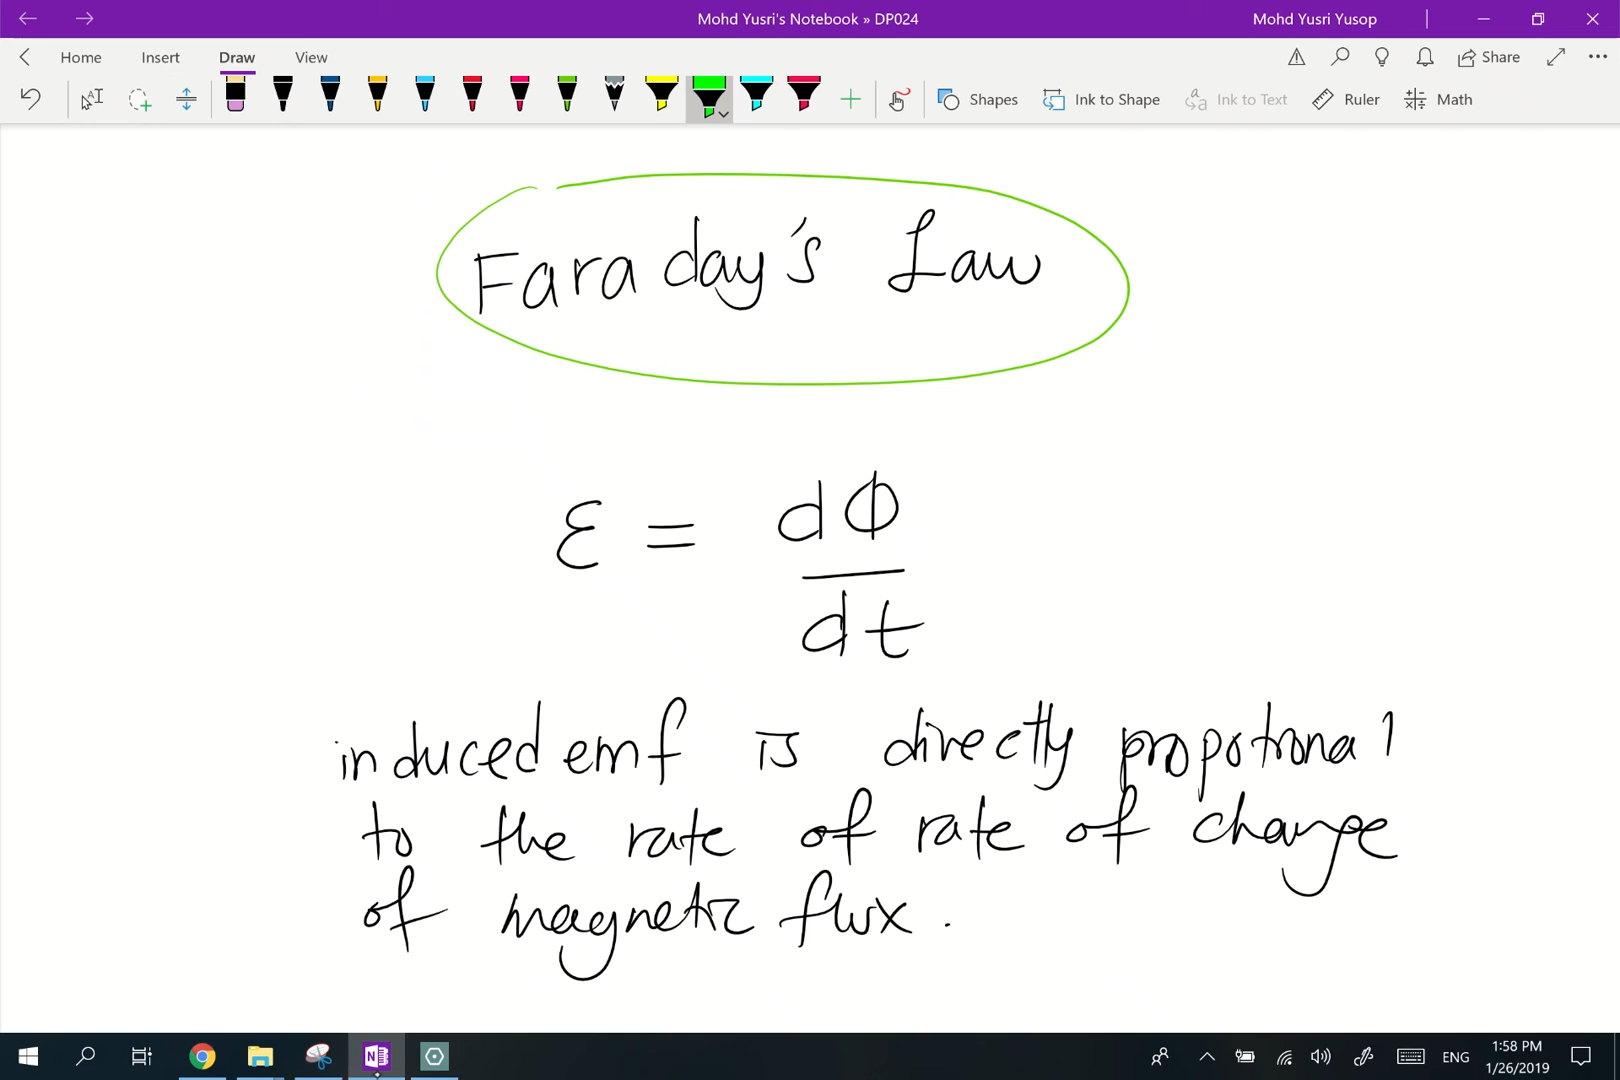 Mohd Yusri's Notebook » DP024
Mohd Yusri Yusop
Home Insert Draw View
Share
Shapes Ink to Shape Ink to Text Ruler Math
Faraday's Law
ℰ = dΦ
dt
induced emf is directly propotional
to the rate of rate of change
of magnetic flux.
ENG
1:58 PM
1/26/2019